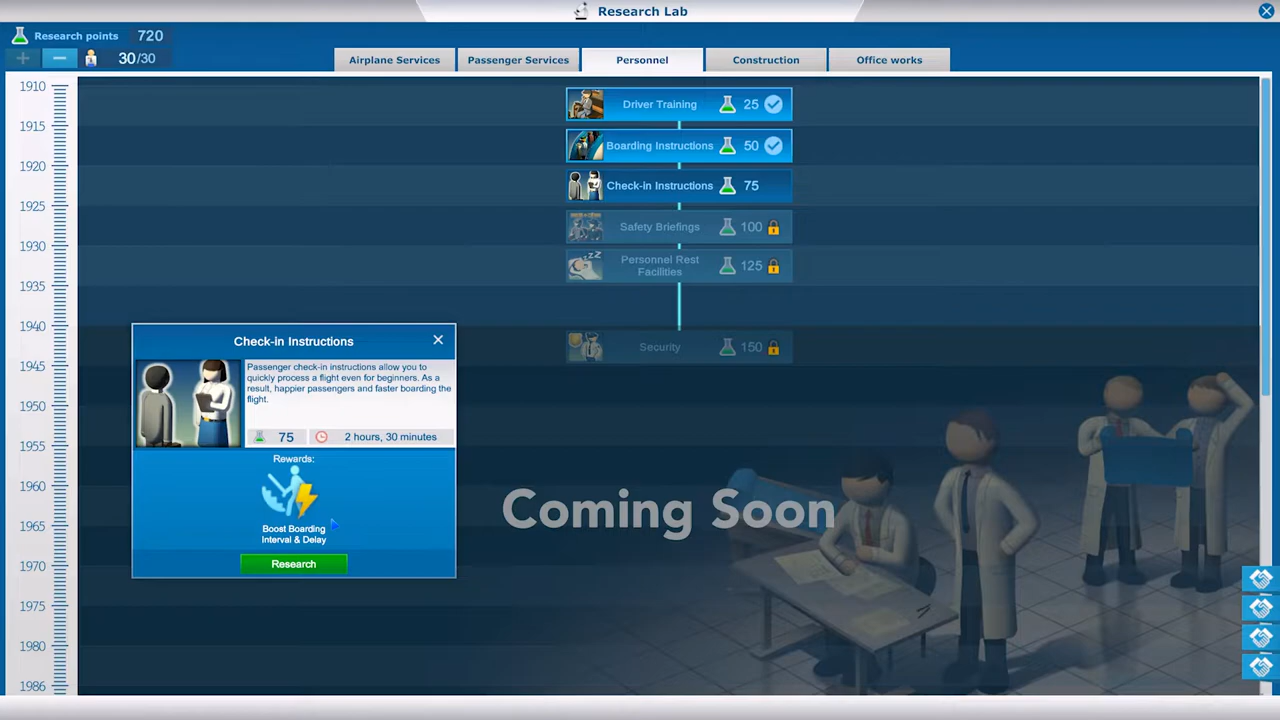 Research Lab
Research points 720
30/30
Airplane Services
Passenger Services
Personnel
Construction
Office works
1910
1915
1920
1925
1930
1935
1940
1945
1950
1955
1960
1965
1970
1975
1980
1986
Driver Training 25
Boarding Instructions 50
Check-in Instructions 75
Safety Briefings 100
zzZ
Personnel Rest
Facilities 125
Security 150
Check-in Instructions
Passenger check-in instructions allow you to
quickly process a flight even for beginners. As a
result, happier passengers and faster boarding the
flight.
75 2 hours, 30 minutes
Rewards:
Boost Boarding
Interval & Delay
Research
Coming Soon